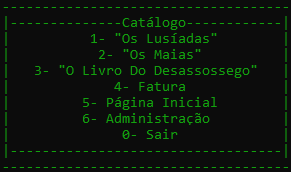 Catálogo
1- "Os Lusíadas"
2- "Os Maias"
3- "O Livro Do Desassossego"
4- Fatura
5- Página Inicial
6- Administração
0- Sair